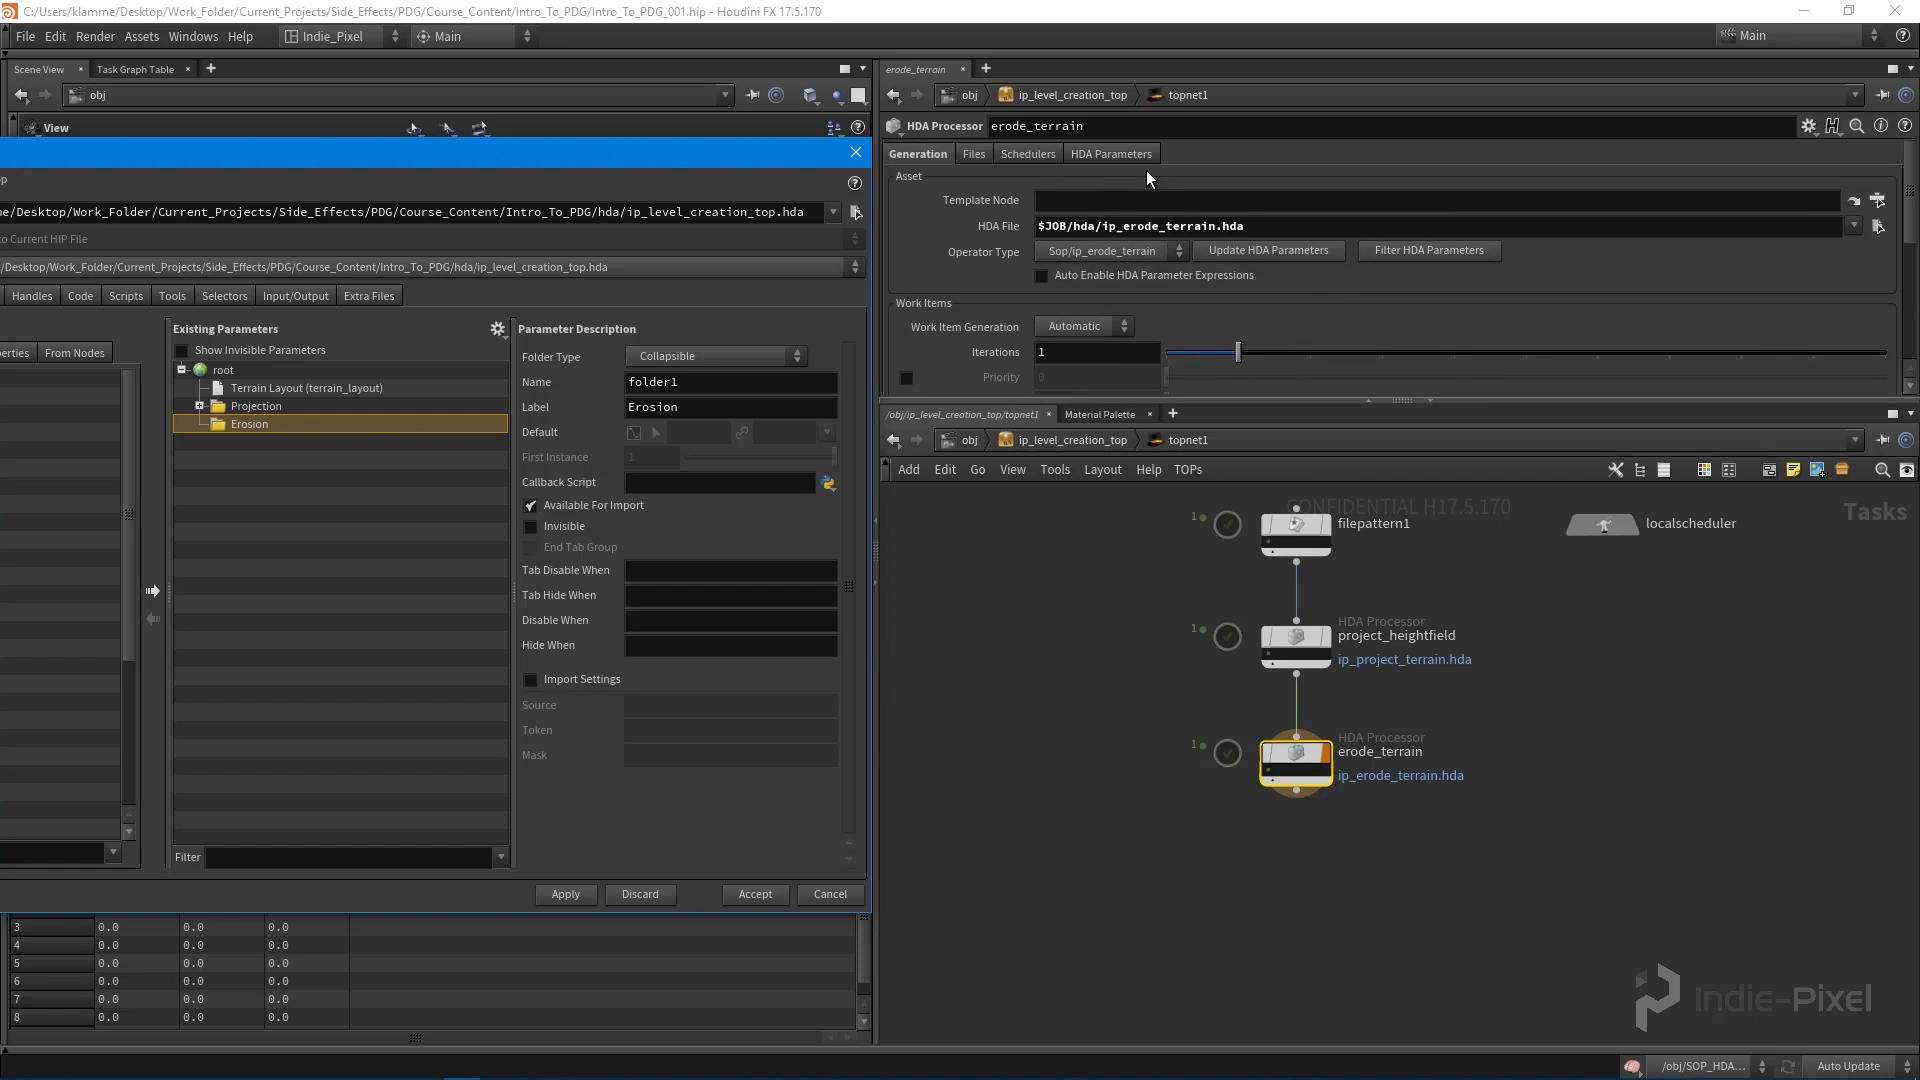 C:/Users/klamme/Desktop/Work_Folder/Current_Projects/Side_Effects/PDG/Course_Content/Intro_To_PDG/Intro_To_PDG_001.hip - Houdini FX 17.5.170
File Edit Render Assets Windows Help Indie_Pixel Main Main
Scene View Task Graph Table
obj
View
p
ne/Desktop/Work_Folder/Current_Projects/Side_Effects/PDG/Course_Content/Intro_To_PDG/hda/ip_level_creation_top.hda
o Current HIP File
/Desktop/Work_Folder/Current_Projects/Side_Effects/PDG/Course_Content/Intro_To_PDG/hda/ip_level_creation_top.hda
Handles Code Scripts Tools Selectors Input/Output Extra Files
erties From Nodes
Existing Parameters
Show Invisible Parameters
root
Terrain Layout (terrain_layout)
Projection
Erosion
Filter
Parameter Description
Folder Type Collapsible
Name folder1
Label Erosion
Default
First Instance 1
Callback Script
Available For Import
Invisible
End Tab Group
Tab Disable When
Tab Hide When
Disable When
Hide When
Import Settings
Source
Token
Mask
Apply Discard Accept Cancel
3 0.0 0.0 0.0
4 0.0 0.0 0.0
5 0.0 0.0 0.0
6 0.0 0.0 0.0
7 0.0 0.0 0.0
8 0.0 0.0 0.0
erode_terrain
obj ip_level_creation_top topnet1
HDA Processor erode_terrain
Generation Files Schedulers HDA Parameters
Asset
Template Node
HDA File $JOB/hda/ip_erode_terrain.hda
Operator Type Sop/ip_erode_terrain Update HDA Parameters Filter HDA Parameters
Auto Enable HDA Parameter Expressions
Work Items
Work Item Generation Automatic
Iterations 1
Priority 0
/obj/ip_level_creation_top/topnet1 Material Palette
obj ip_level_creation_top topnet1
Add Edit Go View Tools Layout Help TOPs
CONFIDENTIAL H17.5.170
Tasks
1 filepattern1
localscheduler
HDA Processor
1 project_heightfield
ip_project_terrain.hda
HDA Processor
1 erode_terrain
ip_erode_terrain.hda
Indie-Pixel
/obj/SOP_HDA... Auto Update